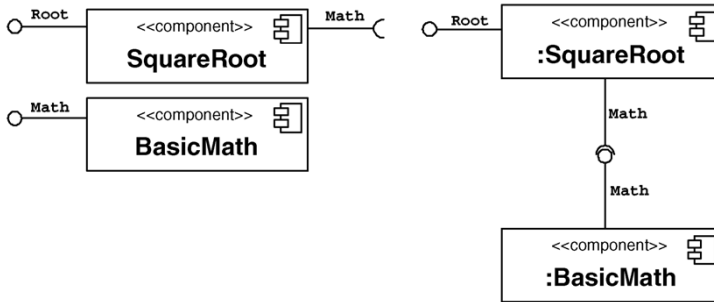 Root
<<component>>
SquareRoot
Math
Math
<<component>>
BasicMath
Root
<<component>>
:SquareRoot
Math
Math
<<component>>
:BasicMath